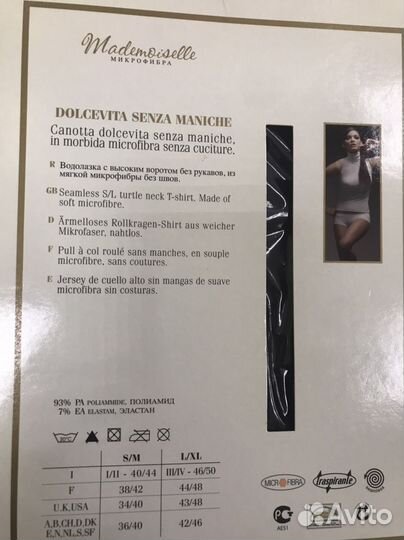 Mademoiselle
МИКРОФИБРА
DOLCEVITA SENZA MANICHE
Canotta dolcevita senza maniche,
in morbida microfibra senza cuciture.
R Водолазка с высоким воротом без рукавов, из
мягкой микрофибры без швов.
GB Seamless S/L turtle neck T-shirt. Made of
soft microfibre.
D Ärmelloses Rollkragen-Shirt aus weicher
Mikrofaser, nahtlos.
F Pull à col roulé sans manches, en souple
microfibre, sans coutures.
E Jersey de cuello alto sin mangas de suave
microfibra sin costuras.
93% PA POLIAMMIDE, ПОЛИАМИД
7% EA ELASTAM, ЭЛАСТАН
30°C
S/M L/XL
I I/II - 40/44 III/IV - 46/50
F 38/42 44/48
U.K,USA 34/40 43/48
A,B,CH,D,DK
E,N,NL,S,SF 36/40 42/46
MICROFIBRA
traspirante
АЕ51
Avito